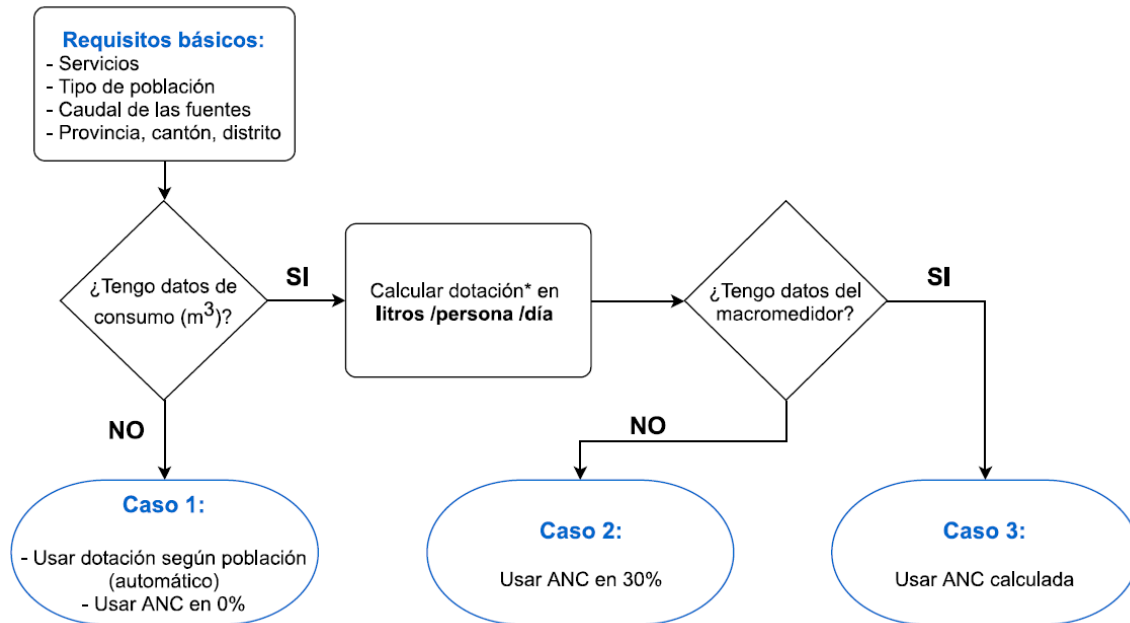 Requisitos básicos:
- Servicios
- Tipo de población
- Caudal de las fuentes
- Provincia, cantón, distrito
¿Tengo datos de
consumo (m³)?
SI
Calcular dotación* en
litros /persona /día
¿Tengo datos del
macromedidor?
SI
NO
NO
Caso 1:
- Usar dotación según población
(automático)
- Usar ANC en 0%
Caso 2:
Usar ANC en 30%
Caso 3:
Usar ANC calculada